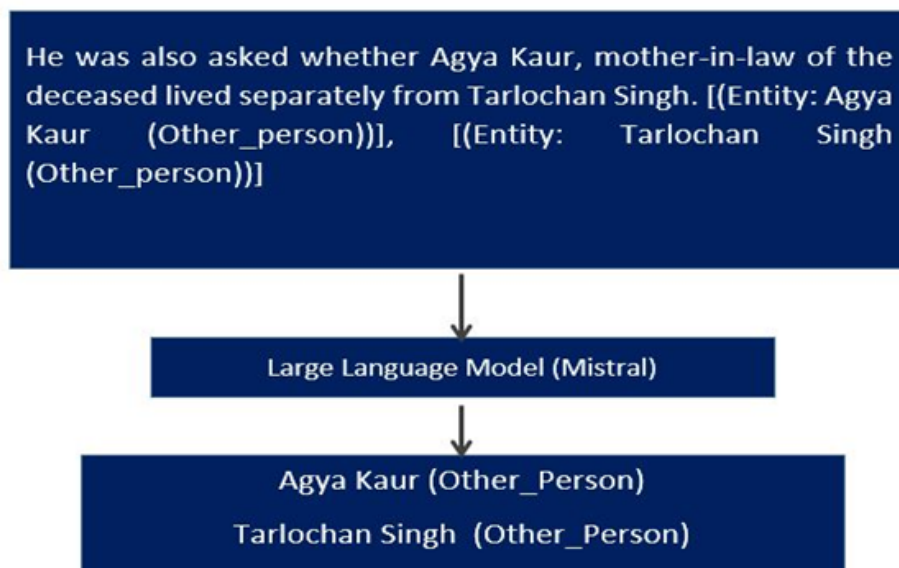 He was also asked whether Agya Kaur, mother-in-law of the
deceased lived separately from Tarlochan Singh. [(Entity: Agya
Kaur (Other_person))], [(Entity: Tarlochan Singh
(Other_person))]
Large Language Model (Mistral)
Agya Kaur (Other_Person)
Tarlochan Singh (Other_Person)